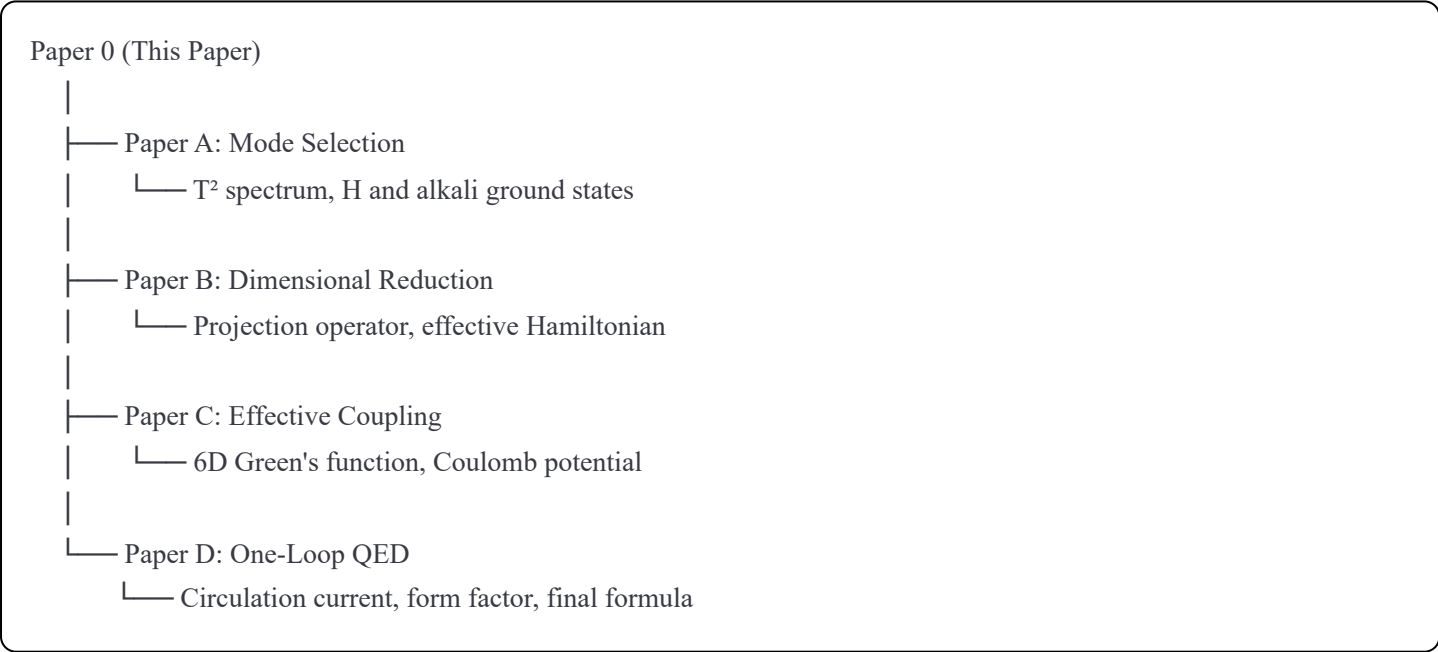 Paper 0 (This Paper)
Paper A: Mode Selection
T² spectrum, H and alkali ground states
Paper B: Dimensional Reduction
Projection operator, effective Hamiltonian
Paper C: Effective Coupling
6D Green's function, Coulomb potential
Paper D: One-Loop QED
Circulation current, form factor, final formula